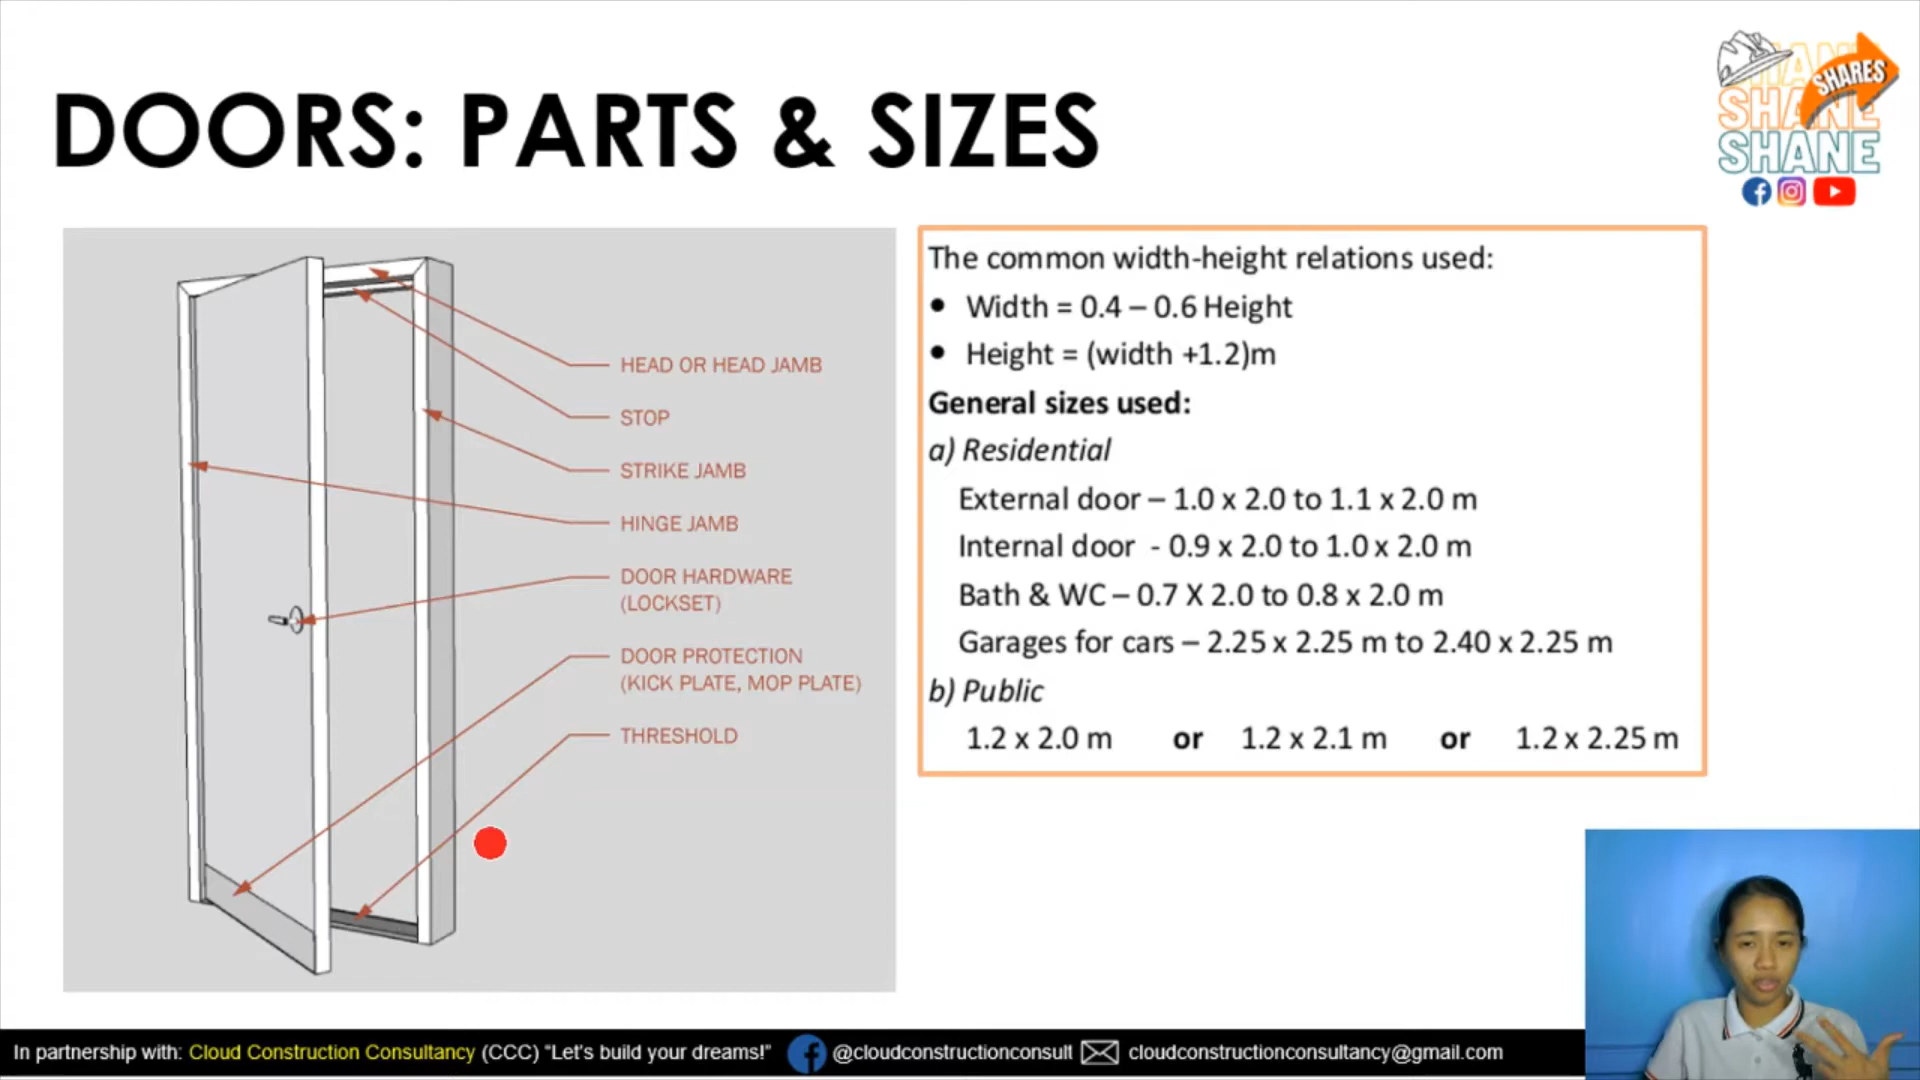 DOORS: PARTS & SIZES
SHANE
SHARES
SHANE
SHANE
HEAD OR HEAD JAMB
STOP
STRIKE JAMB
HINGE JAMB
DOOR HARDWARE
(LOCKSET)
DOOR PROTECTION
(KICK PLATE, MOP PLATE)
THRESHOLD
The common width-height relations used:
• Width = 0.4 – 0.6 Height
• Height = (width +1.2)m
General sizes used:
a) Residential
External door – 1.0 x 2.0 to 1.1 x 2.0 m
Internal door - 0.9 x 2.0 to 1.0 x 2.0 m
Bath & WC – 0.7 X 2.0 to 0.8 x 2.0 m
Garages for cars – 2.25 x 2.25 m to 2.40 x 2.25 m
b) Public
1.2 x 2.0 m or 1.2 x 2.1 m or 1.2 x 2.25 m
In partnership with: Cloud Construction Consultancy (CCC) “Let's build your dreams!” @cloudconstructionconsult cloudconstructionconsultancy@gmail.com